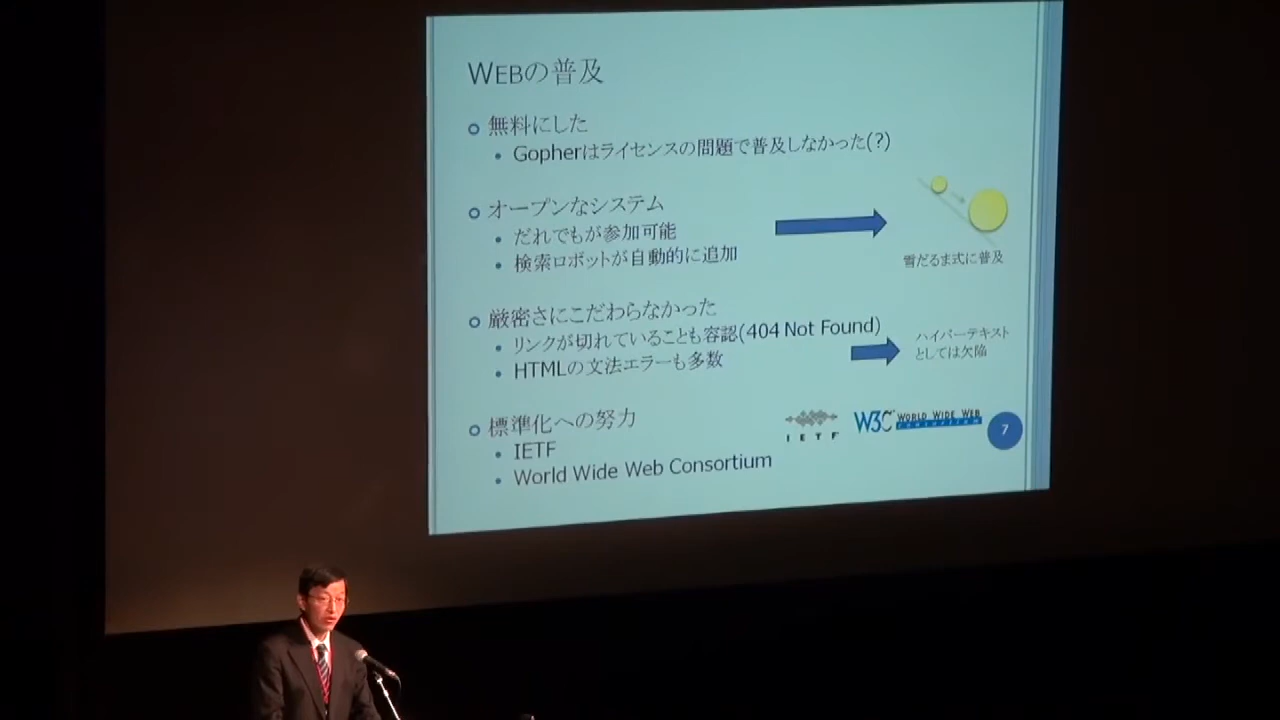 WEBの普及
無料にした
Gopherはライセンスの問題で普及しなかった(?)
オープンなシステム
だれでもが参加可能
検索ロボットが自動的に追加
雪だるま式に普及
厳密さにこだわらなかった
リンクが切れていることも容認(404 Not Found)
HTMLの文法エラーも多数
ハイパーテキスト
としては欠陥
標準化への努力
IETF
World Wide Web Consortium
I E T F
W3C WORLD WIDE WEB
CONSORTIUM
7